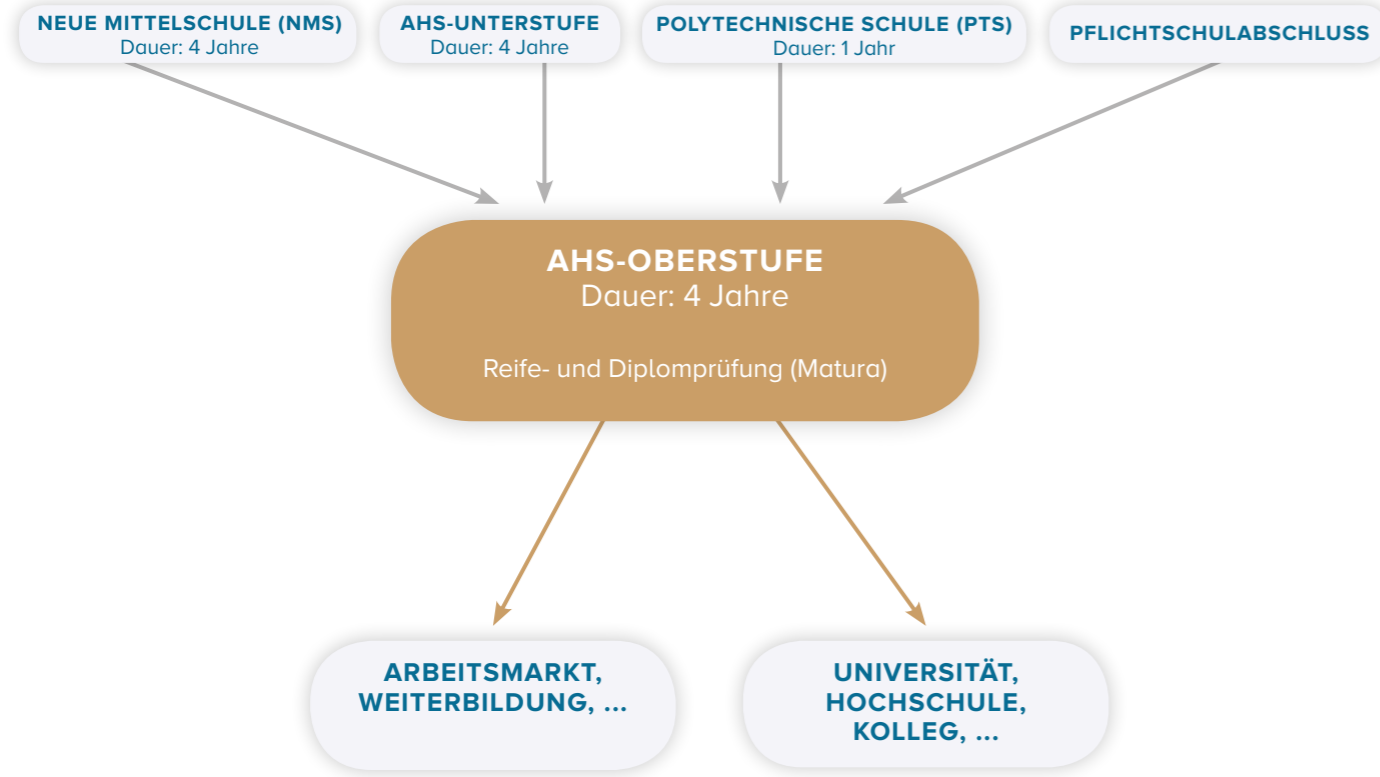 NEUE MITTELSCHULE (NMS)
Dauer: 4 Jahre
AHS-UNTERSTUFE
Dauer: 4 Jahre
POLYTECHNISCHE SCHULE (PTS)
Dauer: 1 Jahr
PFLICHTSCHULABSCHLUSS
AHS-OBERSTUFE
Dauer: 4 Jahre
Reife- und Diplomprüfung (Matura)
ARBEITSMARKT,
WEITERBILDUNG, ...
UNIVERSITÄT,
HOCHSCHULE,
KOLLEG, ...